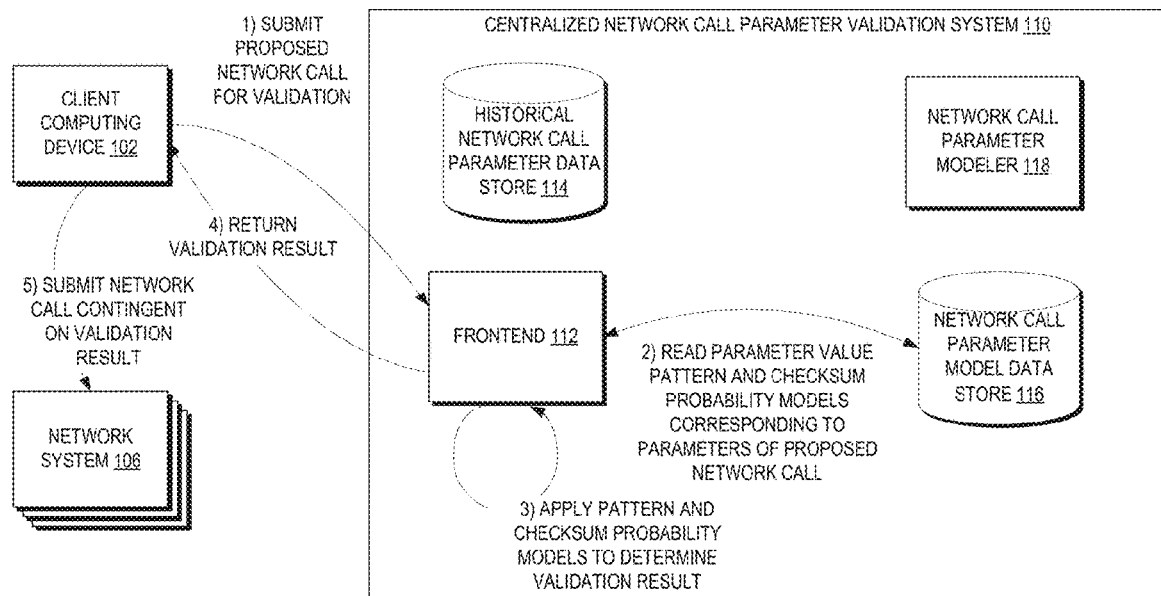 1) SUBMIT
PROPOSED
NETWORK CALL
FOR VALIDATION
CENTRALIZED NETWORK CALL PARAMETER VALIDATION SYSTEM 110
CLIENT
COMPUTING
DEVICE 102
HISTORICAL
NETWORK CALL
PARAMETER DATA
STORE 114
NETWORK CALL
PARAMETER
MODELER 118
4) RETURN
VALIDATION RESULT
5) SUBMIT NETWORK
CALL CONTINGENT
ON VALIDATION
RESULT
FRONTEND 112
2) READ PARAMETER VALUE
PATTERN AND CHECKSUM
PROBABILITY MODELS
CORRESPONDING TO
PARAMETERS OF PROPOSED
NETWORK CALL
NETWORK CALL
PARAMETER
MODEL DATA
STORE 116
NETWORK
SYSTEM 106
3) APPLY PATTERN AND
CHECKSUM PROBABILITY
MODELS TO DETERMINE
VALIDATION RESULT